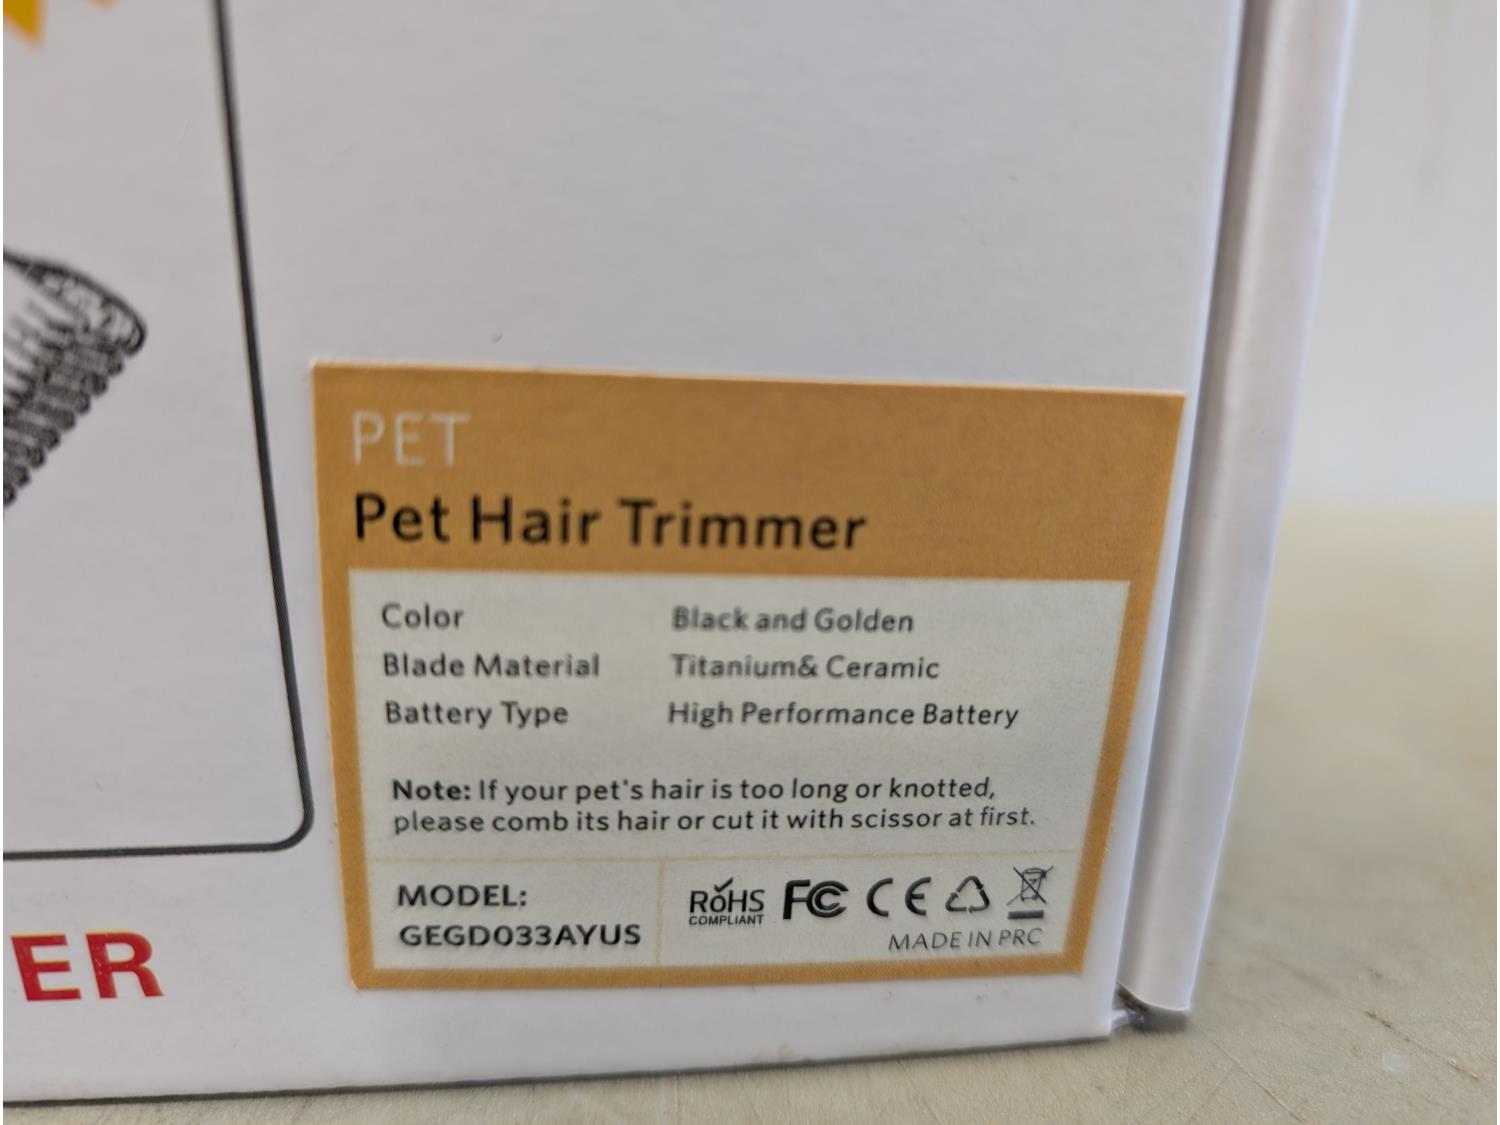 PET
Pet Hair Trimmer
Color Black and Golden
Blade Material Titanium& Ceramic
Battery Type High Performance Battery
Note: If your pet's hair is too long or knotted,
please comb its hair or cut it with scissor at first.
MODEL:
GEGD033AYUS
RoHS
COMPLIANT
FC CE
MADE IN PRC
ER